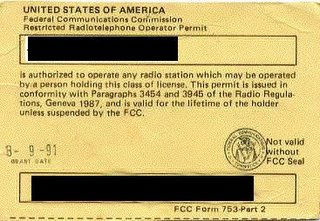 UNITED STATES OF AMERICA
Federal Communications Commission
Restricted Radiotelephone Operator Permit
is authorized to operate any radio station which may be operated
by a person holding this class of license. This permit is issued in
conformity with Paragraphs 3454 and 3945 of the Radio Regula-
tions, Geneva 1987, and is valid for the lifetime of the holder
unless suspended by the FCC.
8-9-91
GRANT DATE
Not valid
without
FCC Seal
FCC Form 753-Part 2